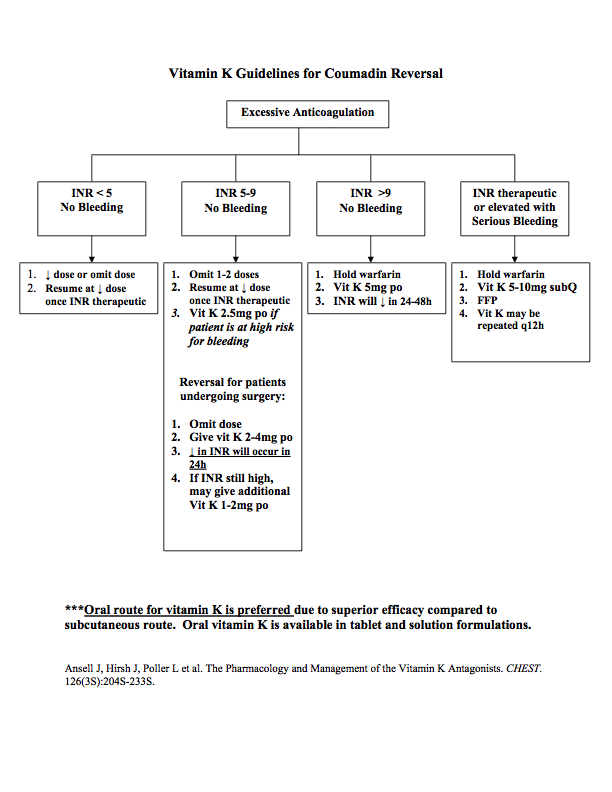 Vitamin K Guidelines for Coumadin Reversal
Excessive Anticoagulation
INR < 5
No Bleeding
INR 5-9
No Bleeding
INR >9
No Bleeding
INR therapeutic
or elevated with
Serious Bleeding
1. ↓ dose or omit dose
2. Resume at ↓ dose
once INR therapeutic
1. Omit 1-2 doses
2. Resume at ↓ dose
once INR therapeutic
3. Vit K 2.5mg po if
patient is at high risk
for bleeding
Reversal for patients
undergoing surgery:
1. Omit dose
2. Give vit K 2-4mg po
3. ↓ in INR will occur in
24h
4. If INR still high,
may give additional
Vit K 1-2mg po
1. Hold warfarin
2. Vit K 5mg po
3. INR will ↓ in 24-48h
1. Hold warfarin
2. Vit K 5-10mg subQ
3. FFP
4. Vit K may be
repeated q12h
***Oral route for vitamin K is preferred due to superior efficacy compared to
subcutaneous route. Oral vitamin K is available in tablet and solution formulations.
Ansell J, Hirsh J, Poller L et al. The Pharmacology and Management of the Vitamin K Antagonists. CHEST.
126(3S):204S-233S.